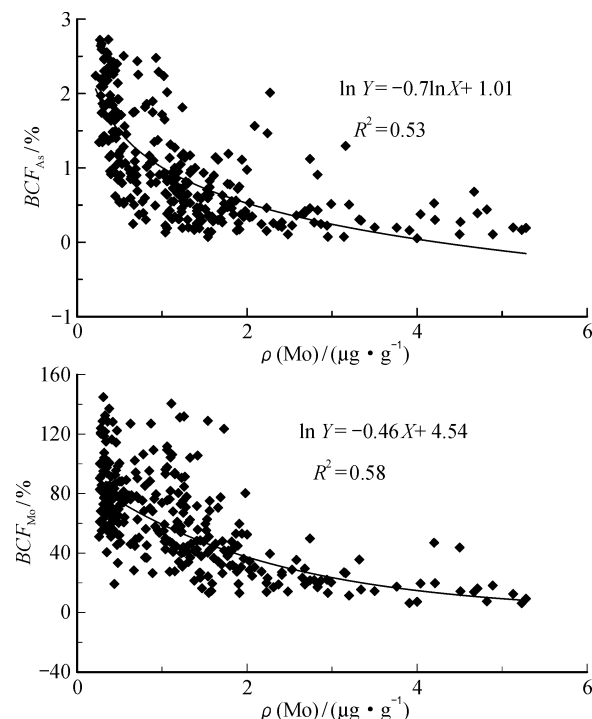 3
2
1
0
−1
BCF_As/%
ln Y=−0.7lnX+ 1.01
R²=0.53
0
2
4
6
ρ (Mo)/(μg·g⁻¹)
160
120
80
40
0
−40
BCF_Mo/%
ln Y=−0.46X+ 4.54
R²=0.58
0
2
4
6
ρ (Mo)/(μg·g⁻¹)